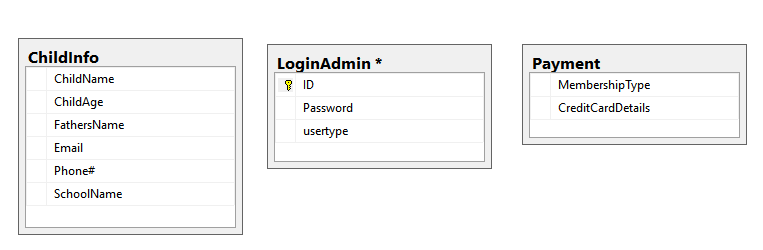 ChildInfo
ChildName
ChildAge
FathersName
Email
Phone#
SchoolName
LoginAdmin *
ID
Password
usertype
Payment
MembershipType
CreditCardDetails